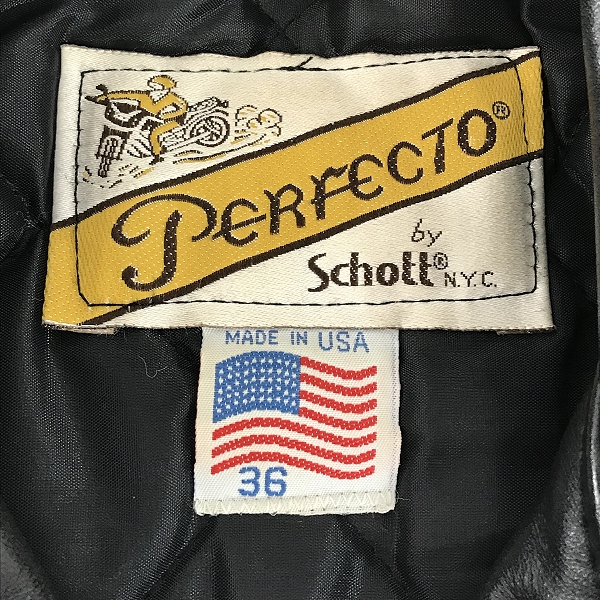 PERFECTO®
by
Schott® N.Y.C.
MADE IN USA
36